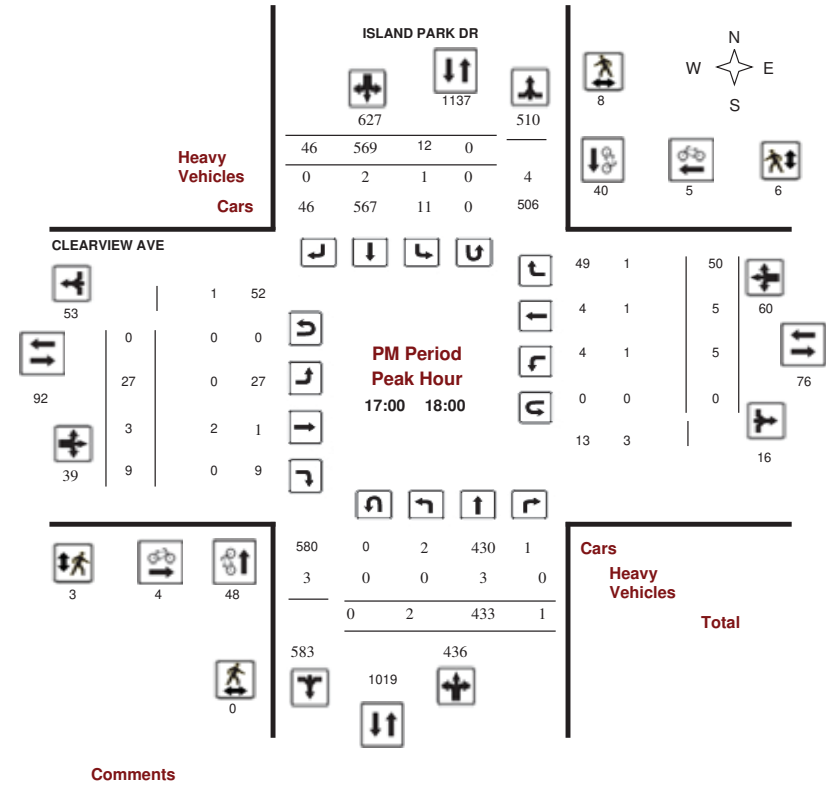 ISLAND PARK DR
N
W E
S
1137
8
627 510
46 569 12 0
Heavy
Vehicles 0 2 1 0 4
Cars 46 567 11 0 506
40 5 6
CLEARVIEW AVE
53 1 52
49 1 50
60
0 0 0
4 1 5
92
27 0 27
PM Period
Peak Hour
17:00 18:00
4 1 5
76
0 0 0
3 2 1
39 9 0 9
13 3
16
580 0 2 430 1 Cars
3 0 0 3 0 Heavy
Vehicles
3 4 48
0 2 433 1 Total
583 436
1019
0
Comments